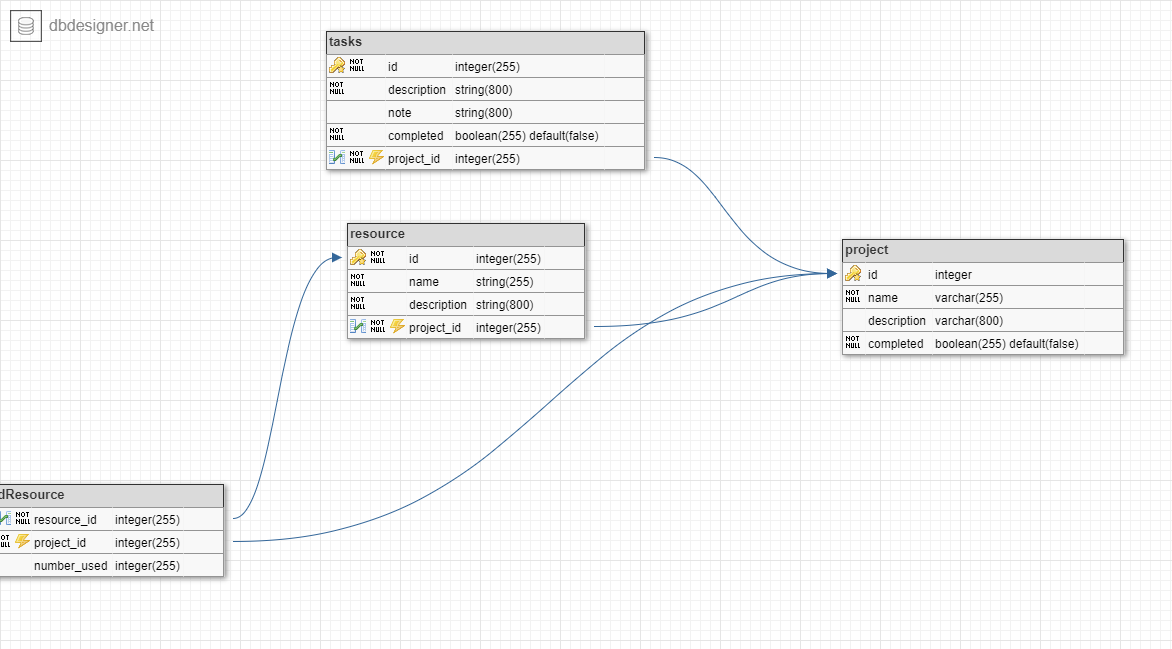 dbdesigner.net
tasks
NOT NULL id integer(255)
NOT NULL description string(800)
note string(800)
NOT NULL completed boolean(255) default(false)
NOT NULL project_id integer(255)
resource
NOT NULL id integer(255)
NOT NULL name string(255)
NOT NULL description string(800)
NOT NULL project_id integer(255)
project
id integer
NOT NULL name varchar(255)
description varchar(800)
NOT NULL completed boolean(255) default(false)
dResource
NOT NULL resource_id integer(255)
project_id integer(255)
number_used integer(255)